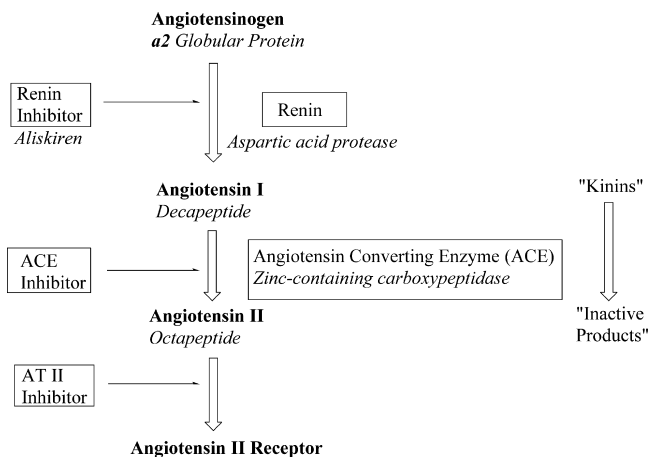 Angiotensinogen
a2 Globular Protein
Renin
Inhibitor
Aliskiren
Renin
Aspartic acid protease
Angiotensin I
Decapeptide
"Kinins"
ACE
Inhibitor
Angiotensin Converting Enzyme (ACE)
Zinc-containing carboxypeptidase
Angiotensin II
Octapeptide
"Inactive
Products"
AT II
Inhibitor
Angiotensin II Receptor